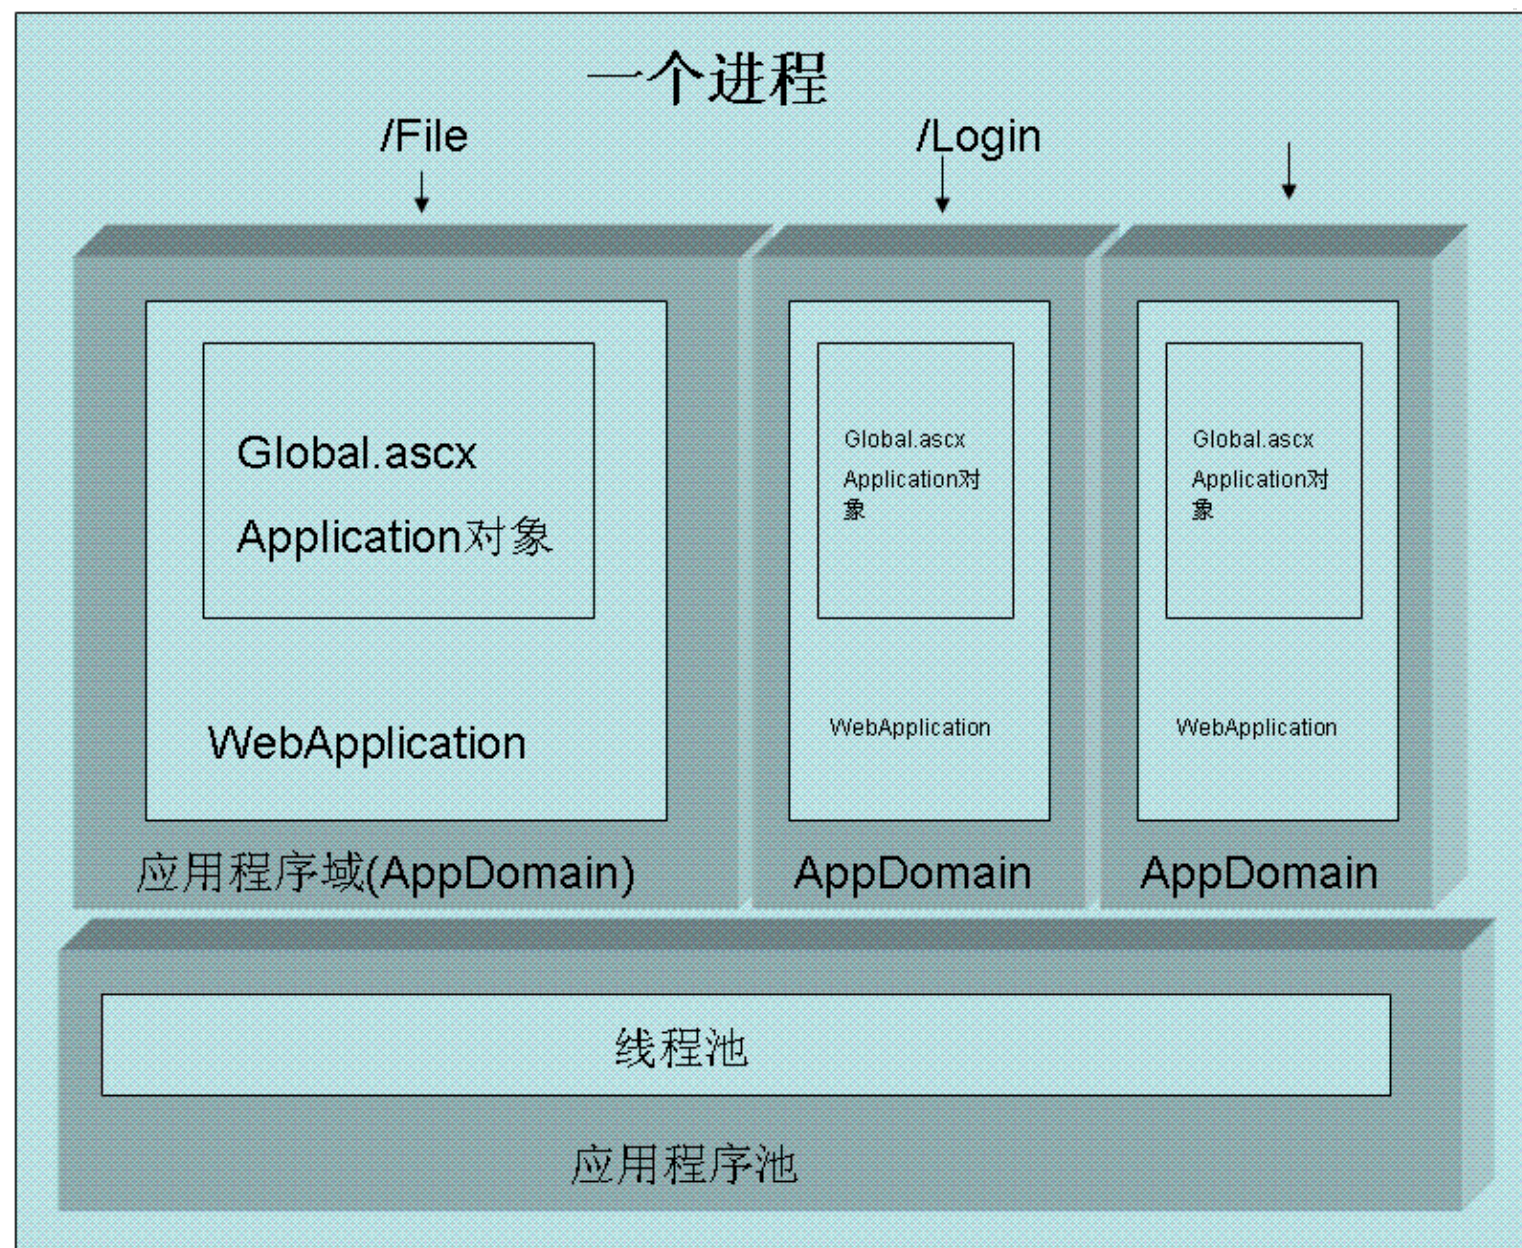 一个进程
/File
/Login
Global.ascx
Application对象
WebApplication
应用程序域(AppDomain)
Global.ascx
Application对
象
WebApplication
AppDomain
Global.ascx
Application对
象
WebApplication
AppDomain
线程池
应用程序池